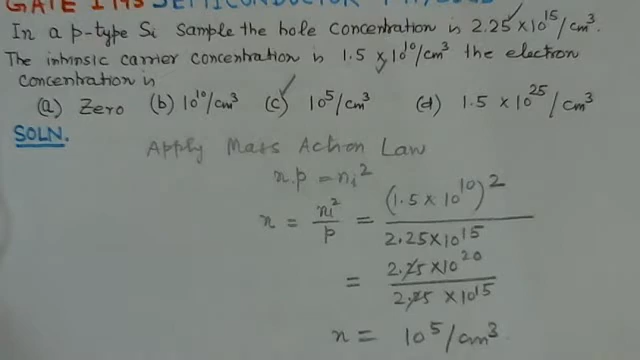 GATE 1995 SEMICONDUCTOR PHYSICS
In a p-type Si sample the hole concentration is 2.25 × 10^15/cm^3.
The intrinsic carrier concentration is 1.5 × 10^10/cm^3 the electron
concentration is
(a) Zero (b) 10^10/cm^3 (c) 10^5/cm^3 (d) 1.5 × 10^25/cm^3
SOLN.
Apply Mass Action Law
n.p = ni^2
n = ni^2/p = (1.5 × 10^10)^2/2.25×10^15
= 2.25×10^20/2.25 ×10^15
n = 10^5/cm^3.